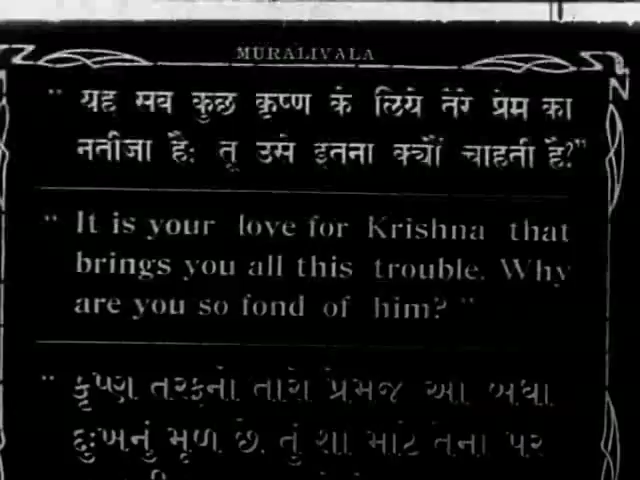 MURALIVALA
" यह सब कुछ कृष्ण के लिये तेरे प्रेम का
नतीजा है: तू उसे इतना क्यौं चाहती है?"
" It is your love for Krishna that
brings you all this trouble. Why
are you so fond of him? "
" કૃષ્ણ તરફનો તારો પ્રેમજ આ બધા
દુઃખનું મૂળ છે. તું શા માટે તેના પર